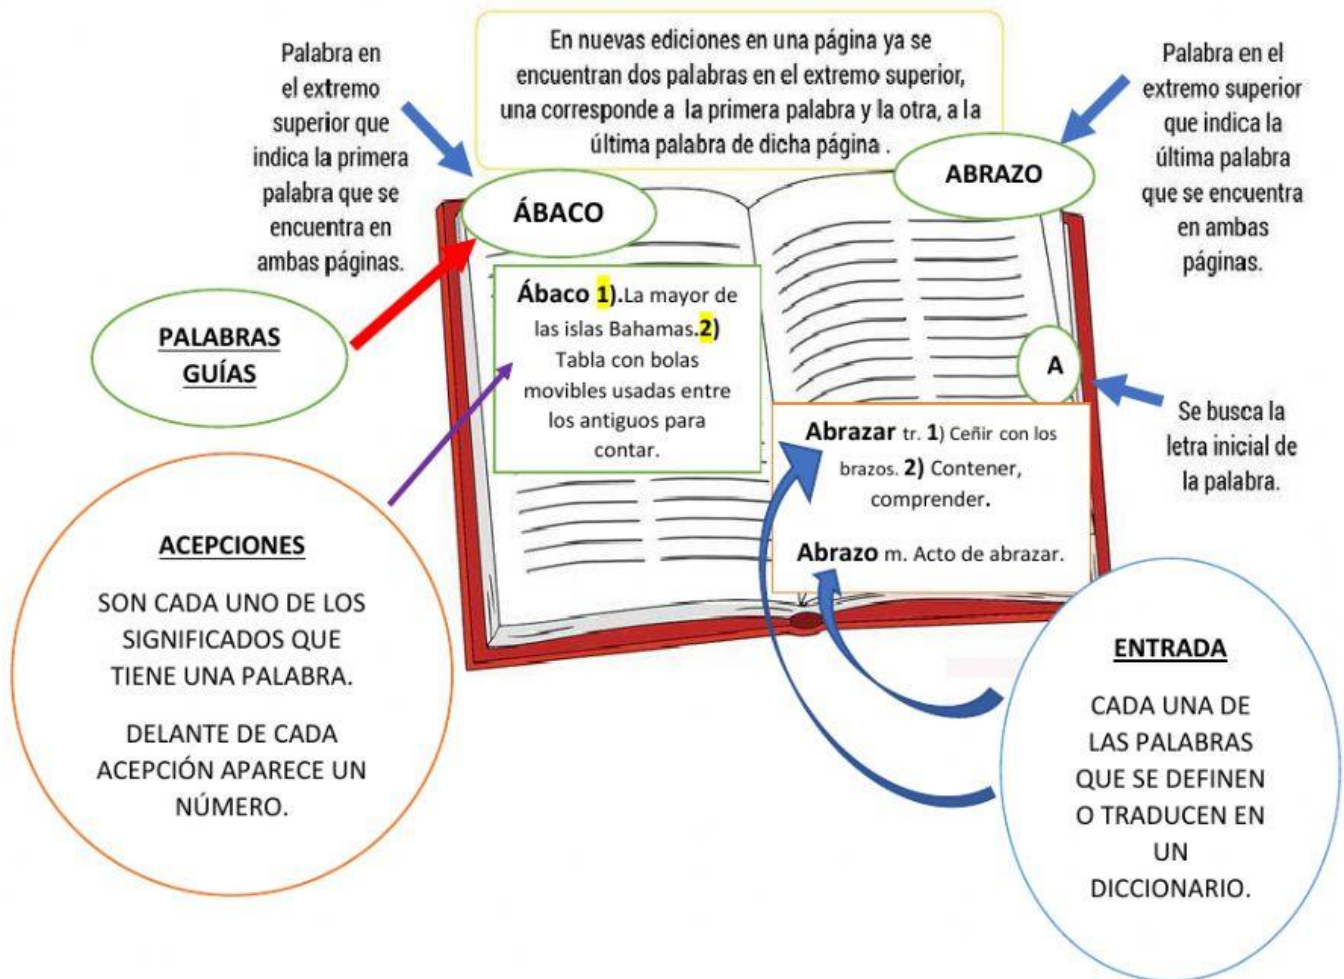 Palabra en
el extremo
superior que
indica la primera
palabra que se
encuentra en
ambas páginas.
En nuevas ediciones en una página ya se
encuentran dos palabras en el extremo superior,
una corresponde a la primera palabra y la otra, a la
última palabra de dicha página .
Palabra en el
extremo superior
que indica la
última palabra
que se encuentra
en ambas
páginas.
ÁBACO
ABRAZO
PALABRAS
GUÍAS
Ábaco 1).La mayor de
las islas Bahamas.2)
Tabla con bolas
movibles usadas entre
los antiguos para
contar.
A
Se busca la
letra inicial de
la palabra.
Abrazar tr. 1) Ceñir con los
brazos. 2) Contener,
comprender.
Abrazo m. Acto de abrazar.
ACEPCIONES
SON CADA UNO DE LOS
SIGNIFICADOS QUE
TIENE UNA PALABRA.
DELANTE DE CADA
ACEPCIÓN APARECE UN
NÚMERO.
ENTRADA
CADA UNA DE
LAS PALABRAS
QUE SE DEFINEN
O TRADUCEN EN
UN
DICCIONARIO.